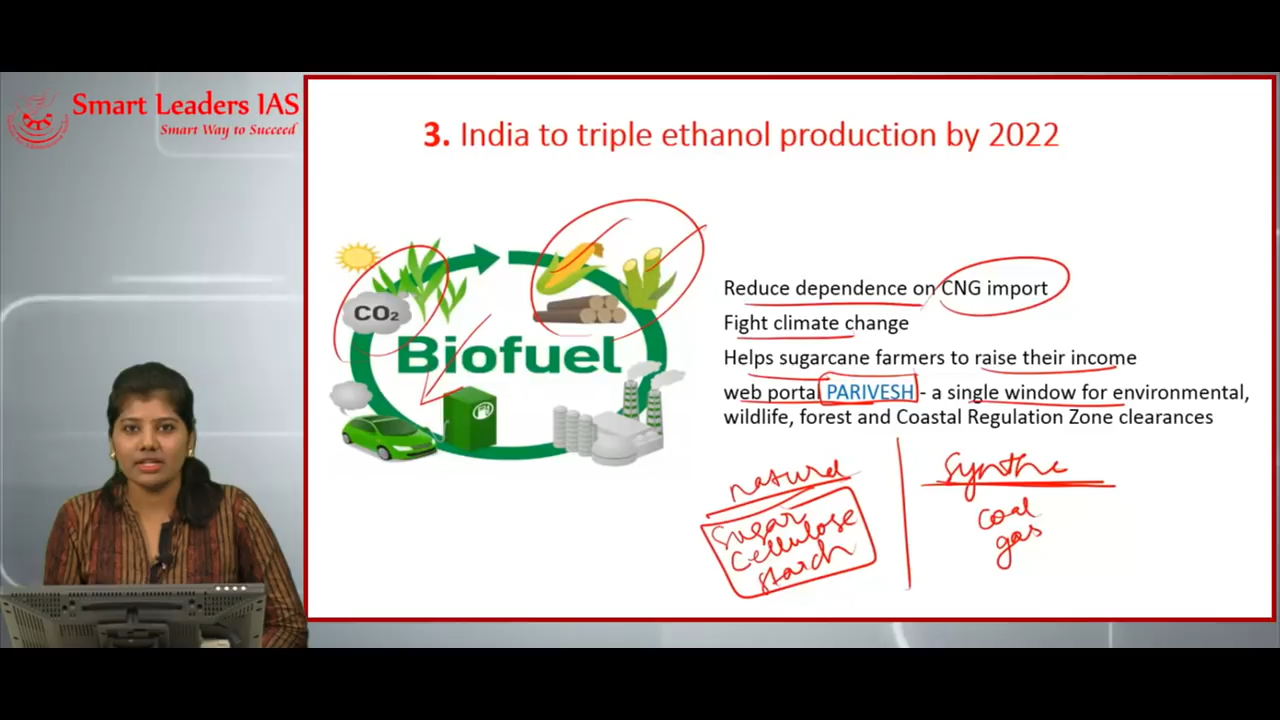 Smart Leaders IAS
Smart Way to Succeed
3. India to triple ethanol production by 2022
CO2
Biofuel
Reduce dependence on CNG import
Fight climate change
Helps sugarcane farmers to raise their income
web portal PARIVESH - a single window for environmental,
wildlife, forest and Coastal Regulation Zone clearances
natural
sugar
cellulose
starch
Synthe
coal
gas